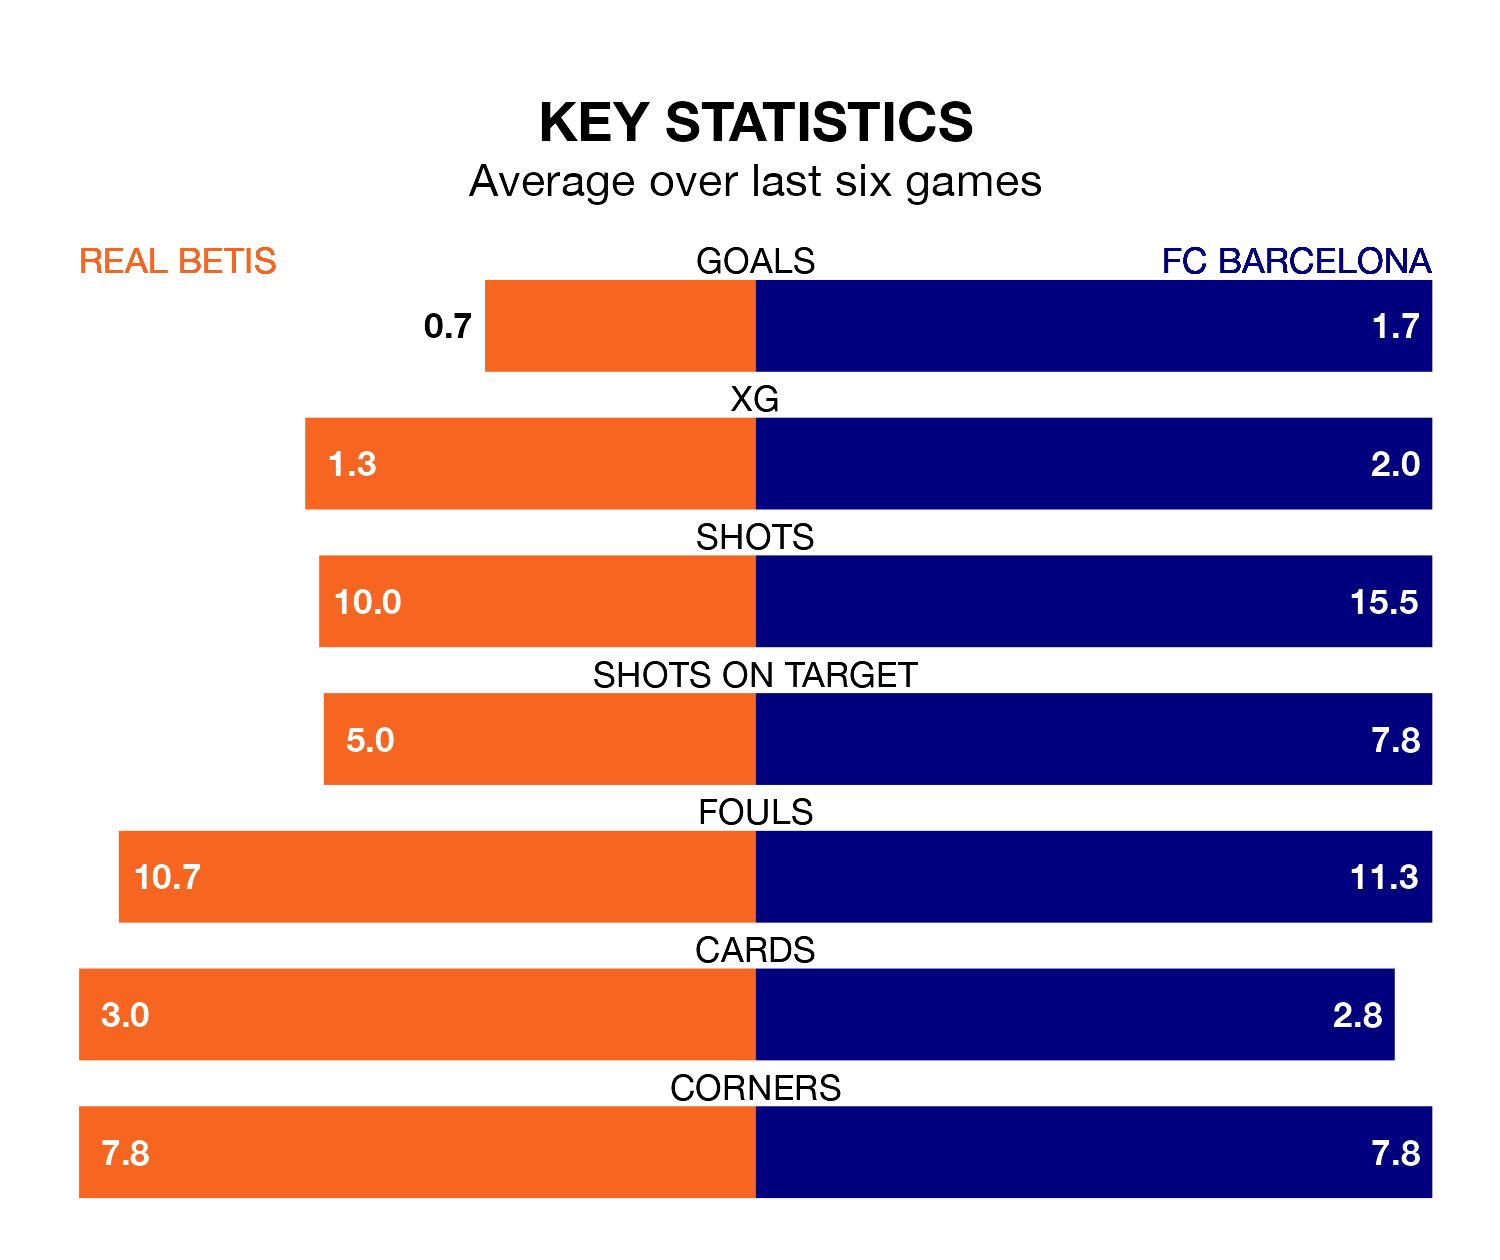 KEY STATISTICS
Average over last six games
REAL BETIS GOALS FC BARCELONA
0.7 1.7
XG
1.3 2.0
SHOTS
10.0 15.5
SHOTS ON TARGET
5.0 7.8
FOULS
10.7 11.3
CARDS
3.0 2.8
CORNERS
7.8 7.8